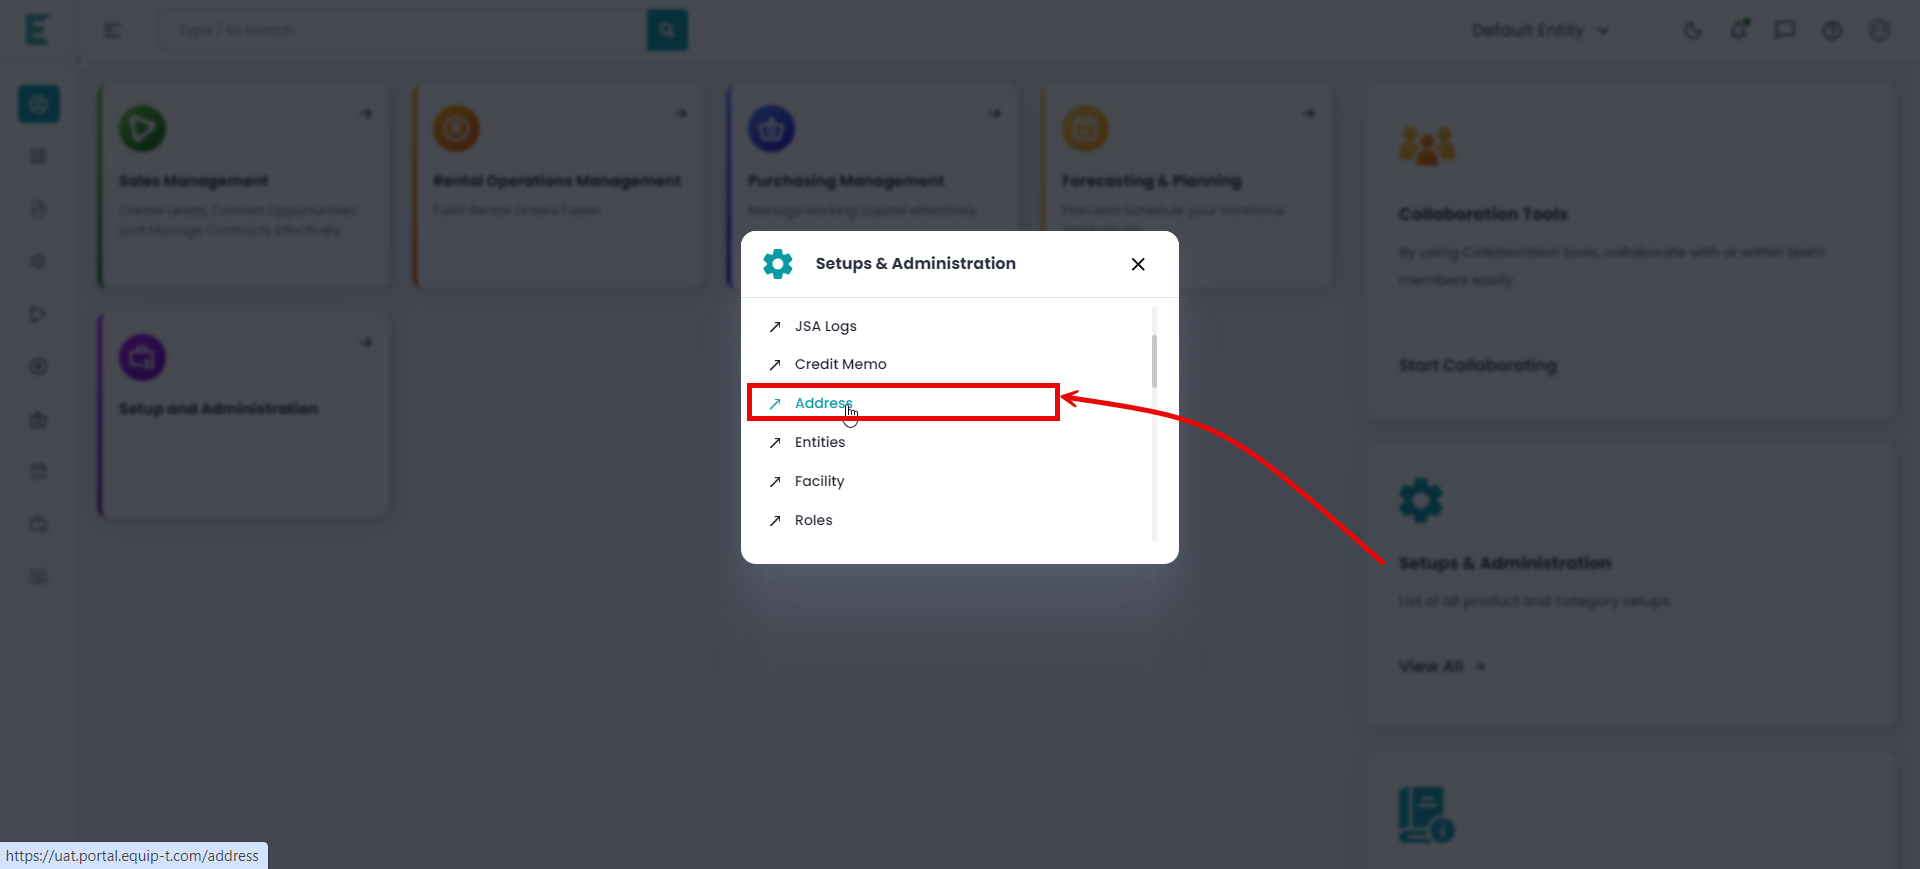 Type / to search
Default Entity
Sales Management
Create Leads, Convert Opportunities
and Manage Contracts Effectively.
Rental Operations Management
Fulfill Rental Orders Faster
Purchasing Management
Manage working capital effectively
Forecasting & Planning
Plan and Schedule your workforce
Setup and Administration
Collaboration Tools
By using Collaboration tools, collaborate with or within team
members easily
Start Collaborating
Setups & Administration
List of all product and category setups
View All
Setups & Administration
JSA Logs
Credit Memo
Address
Entities
Facility
Roles
https://uat.portal.equip-t.com/address